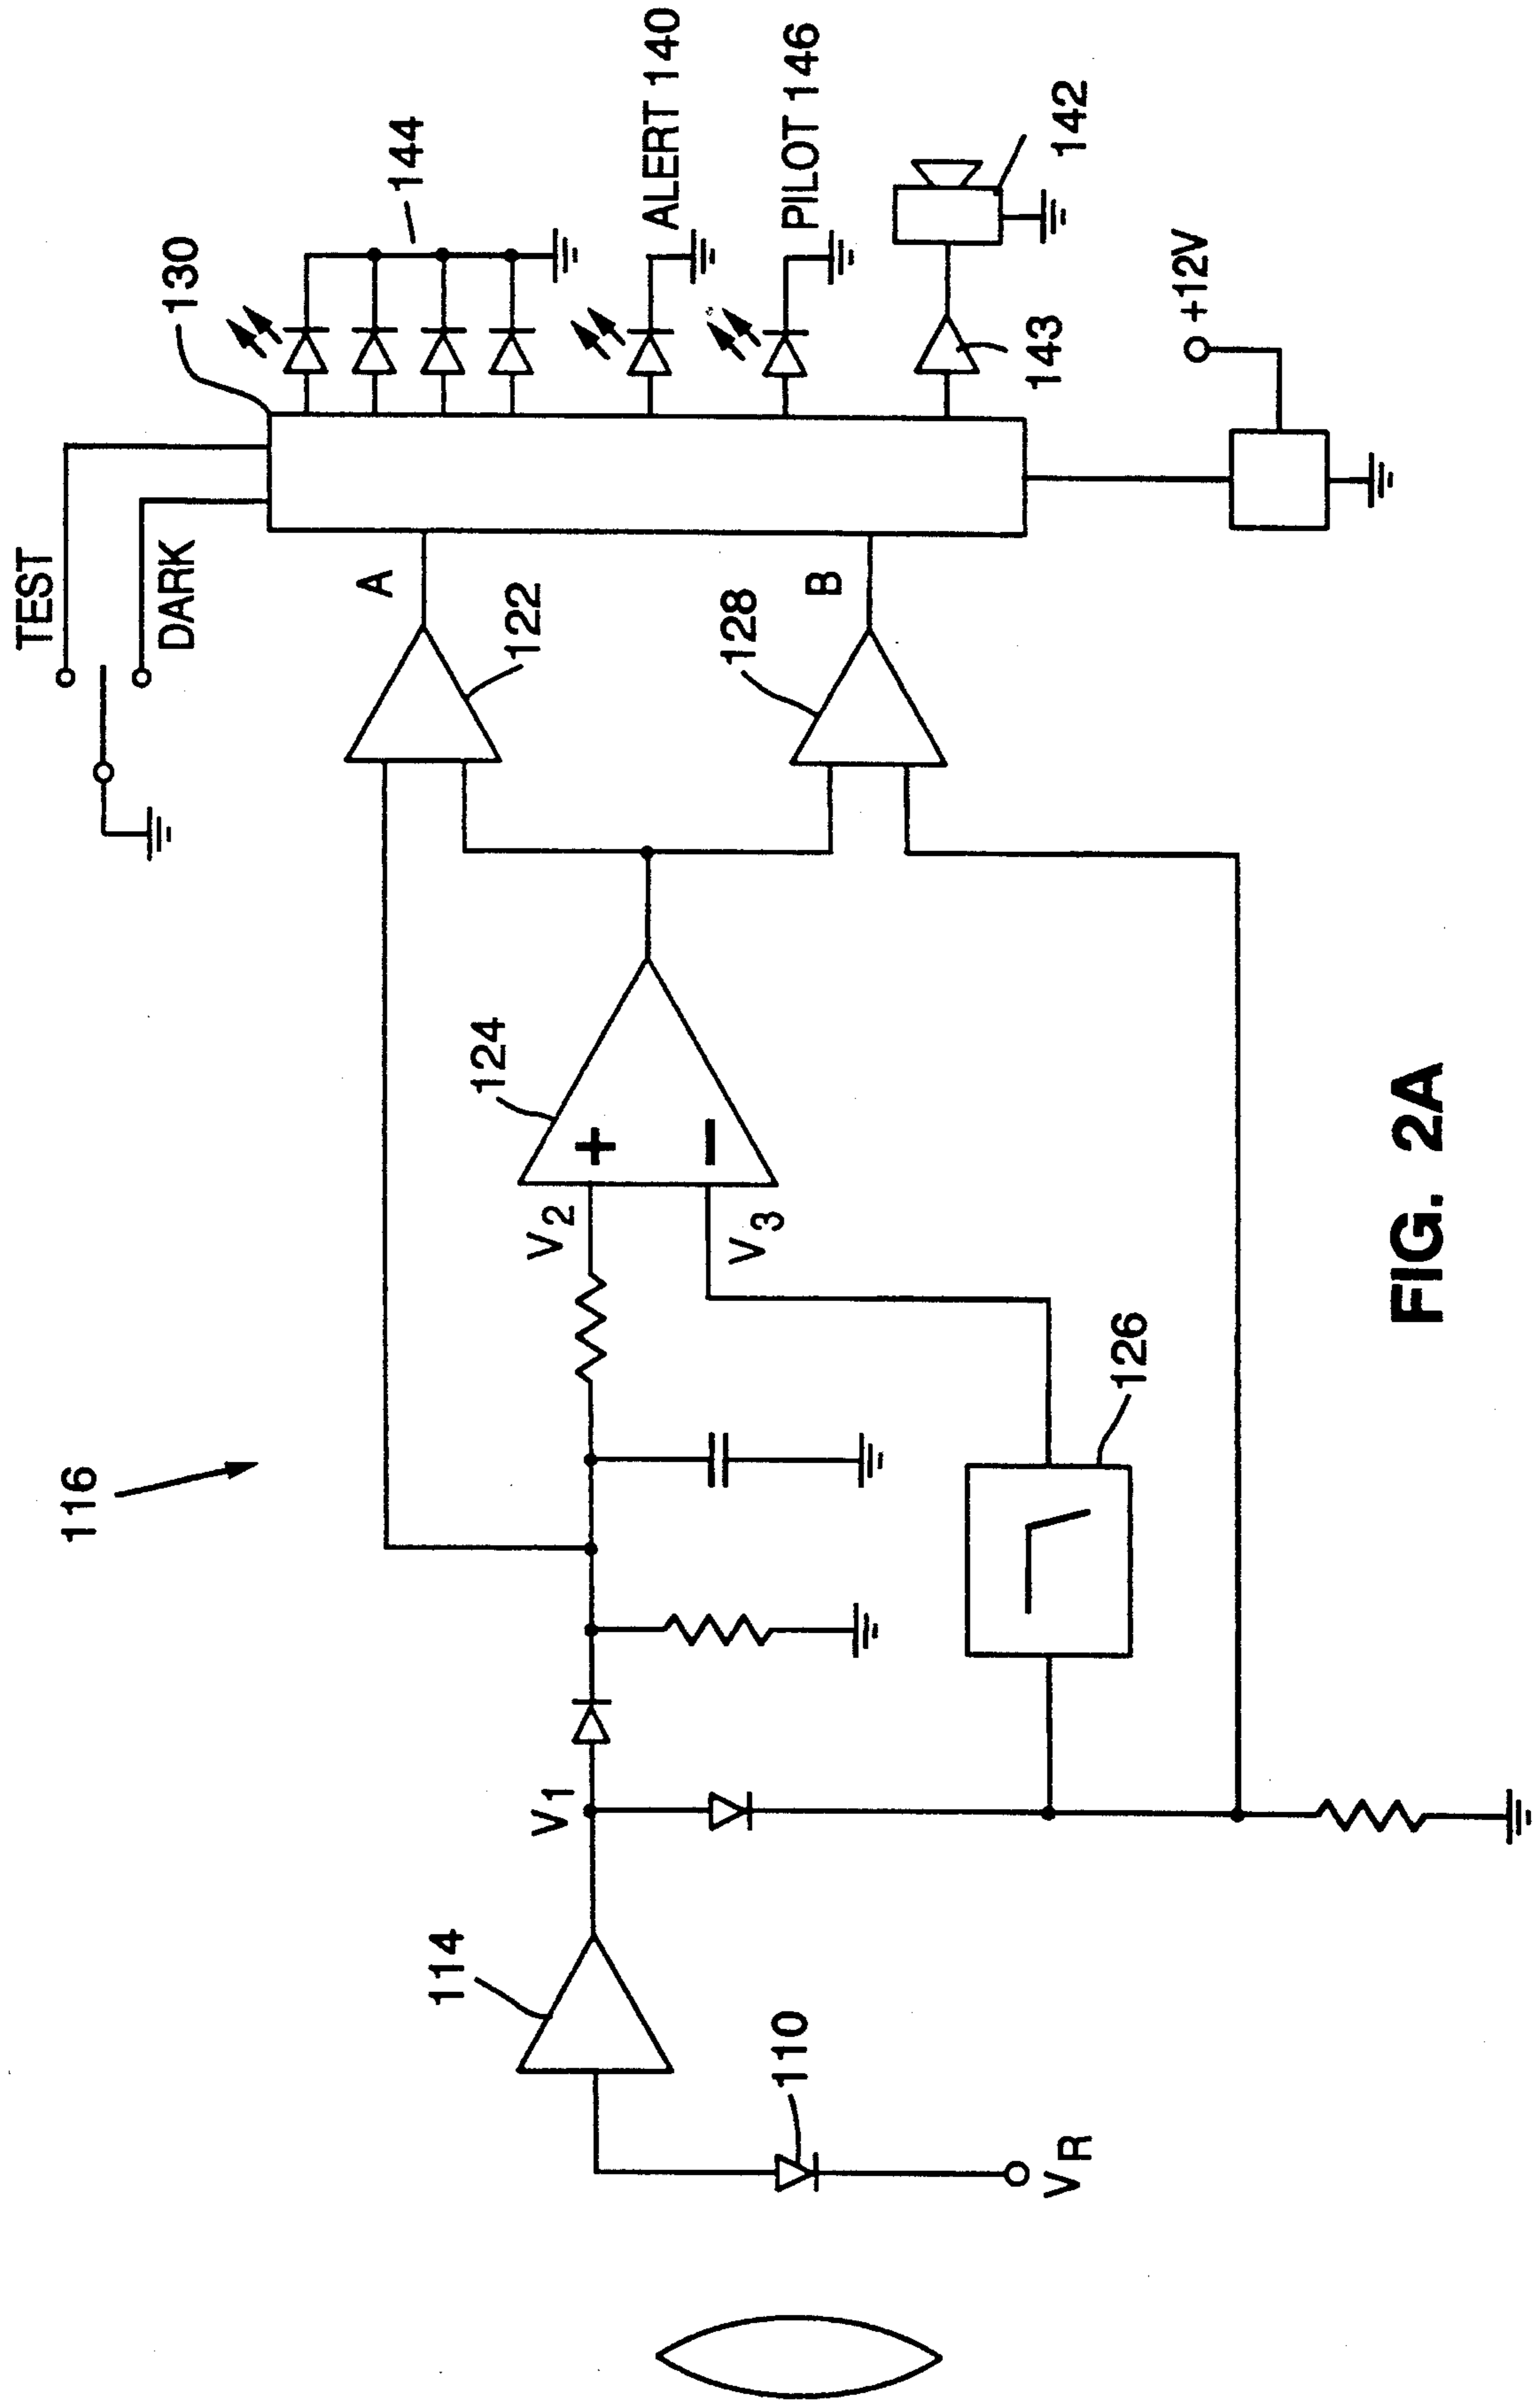 116
TEST
DARK
130
144
ALERT 140
PILOT 146
142
143
+12V
A
122
B
128
124
+
−
V2
V3
126
V1
114
110
VR
FIG. 2A